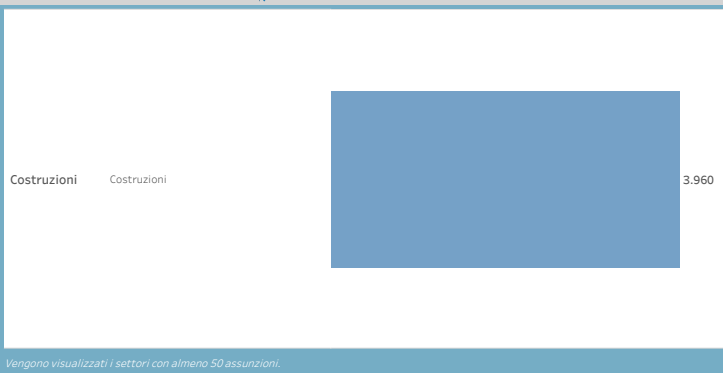 Costruzioni Costruzioni 3.960
Vengono visualizzati i settori con almeno 50 assunzioni.